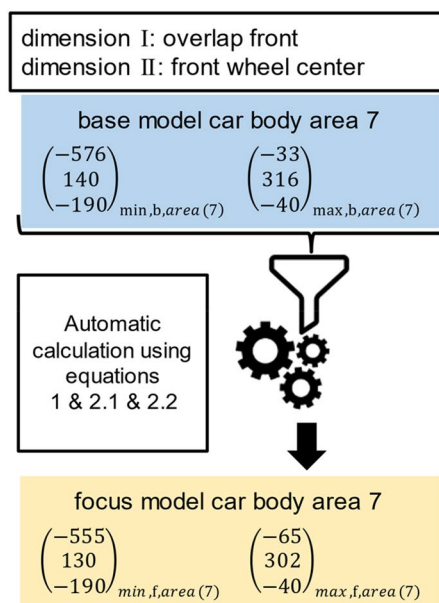 dimension I: overlap front
dimension II: front wheel center
base model car body area 7
(−576 140 −190)min,b,area (7) (−33 316 −40)max,b,area (7)
Automatic
calculation using
equations
1 & 2.1 & 2.2
focus model car body area 7
(−555 130 −190)min,f,area (7) (−65 302 −40)max,f,area (7)